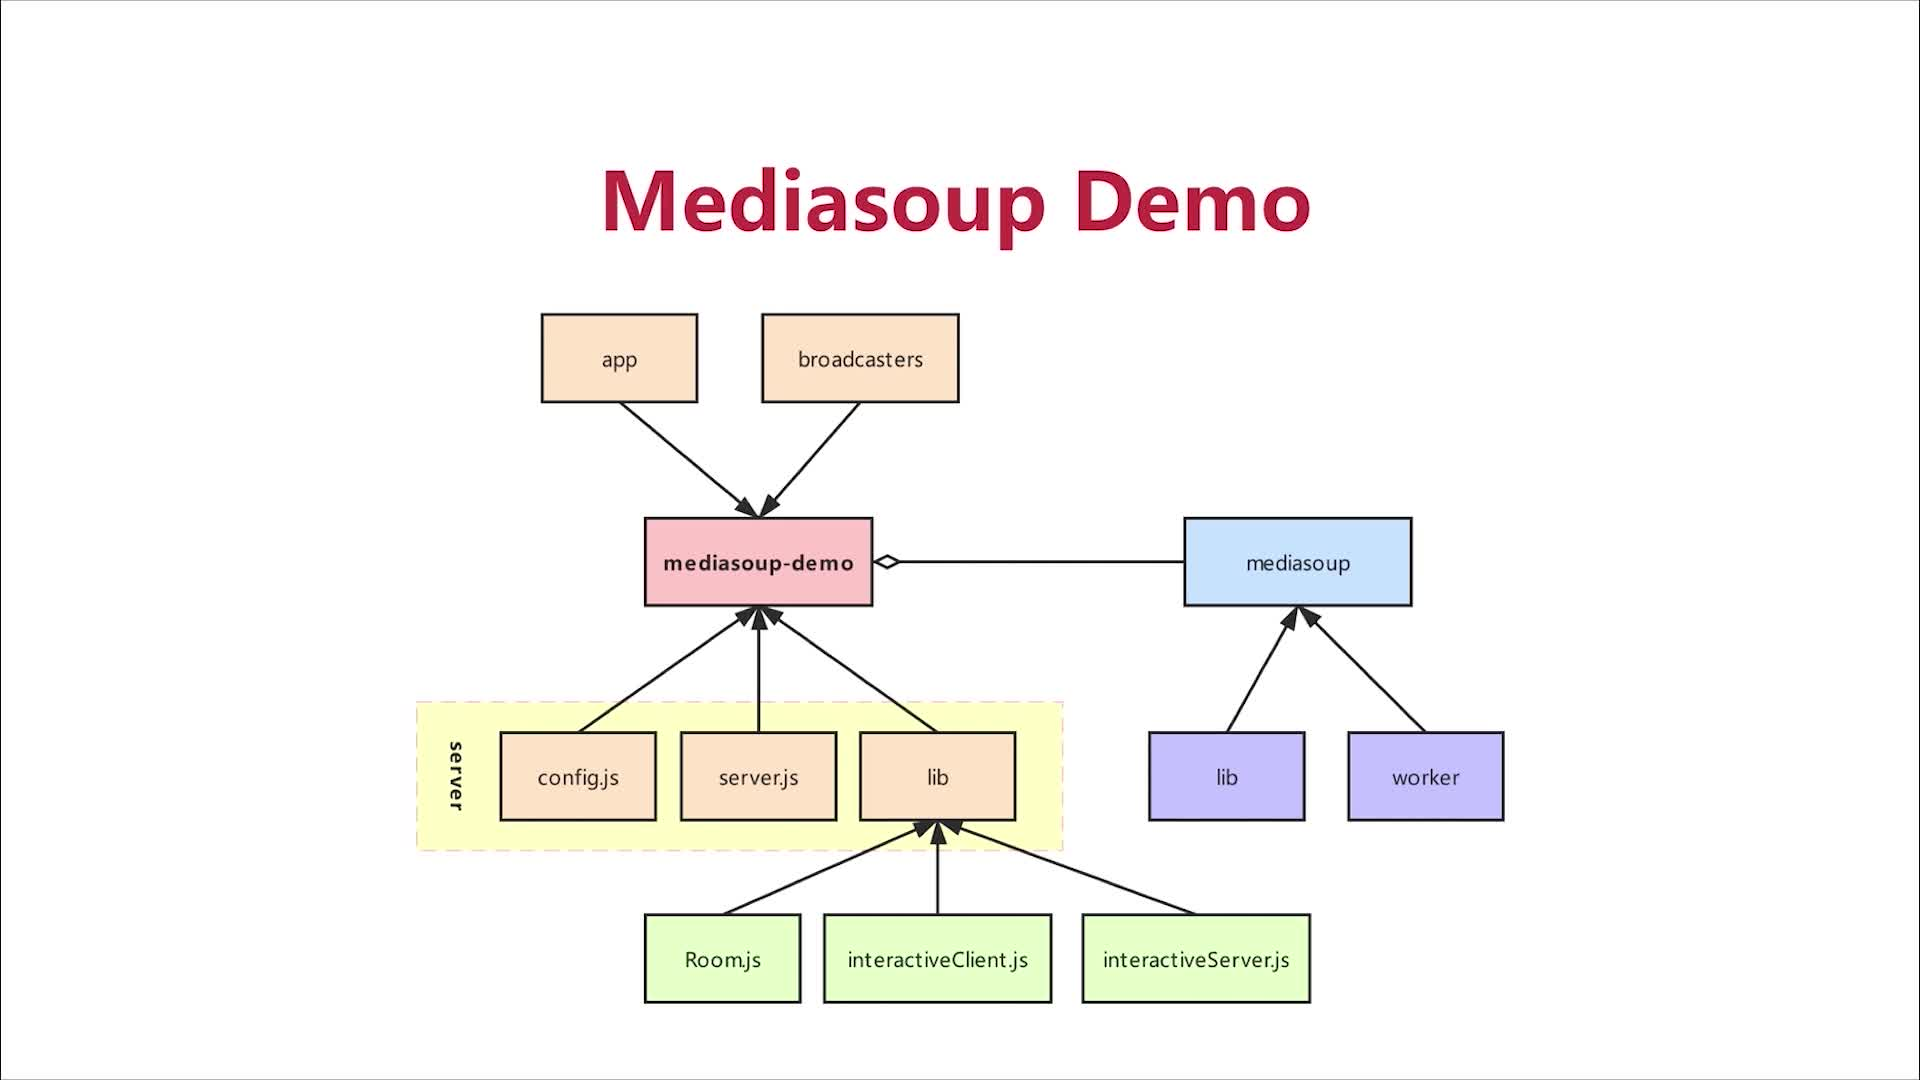 Mediasoup Demo
app
broadcasters
mediasoup-demo
mediasoup
server
config.js
server.js
lib
lib
worker
Room.js
interactiveClient.js
interactiveServer.js